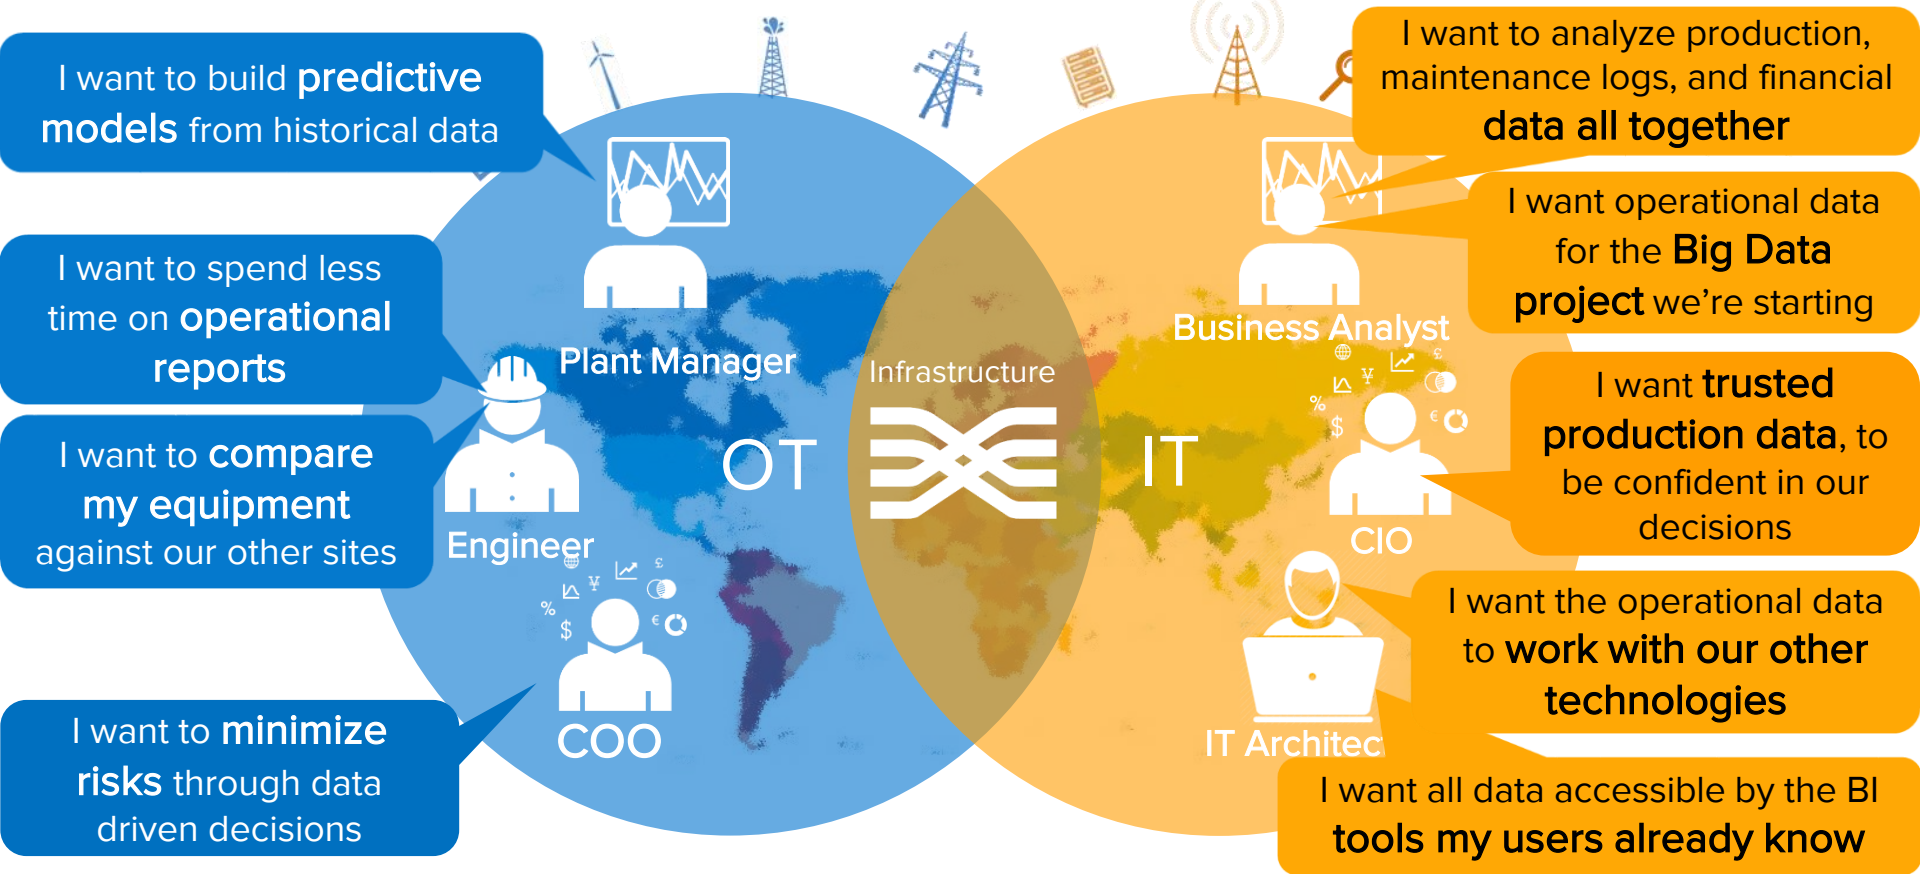 I want to build predictive
models from historical data
I want to spend less
time on operational
reports
I want to compare
my equipment
against our other sites
I want to minimize
risks through data
driven decisions
Plant Manager
Engineer
% $ ¥ £ €
COO
OT
Infrastructure
IT
Business Analyst
% $ ¥ £ €
CIO
IT Architec
I want to analyze production,
maintenance logs, and financial
data all together
I want operational data
for the Big Data
project we’re starting
I want trusted
production data, to
be confident in our
decisions
I want the operational data
to work with our other
technologies
I want all data accessible by the BI
tools my users already know